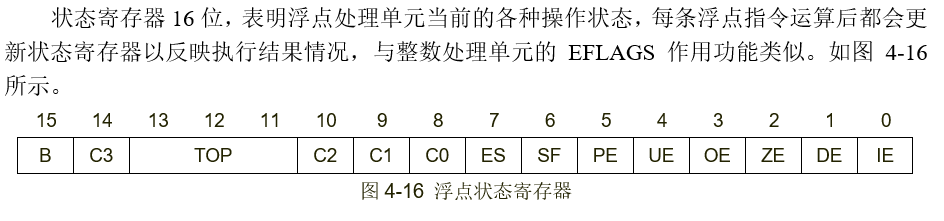 状态寄存器 16 位，表明浮点处理单元当前的各种操作状态，每条浮点指令运算后都会更
新状态寄存器以反映执行结果情况，与整数处理单元的 EFLAGS 作用功能类似。如图 4-16
所示。
15 14 13 12 11 10 9 8 7 6 5 4 3 2 1 0
B C3 TOP C2 C1 C0 ES SF PE UE OE ZE DE IE
图 4-16 浮点状态寄存器